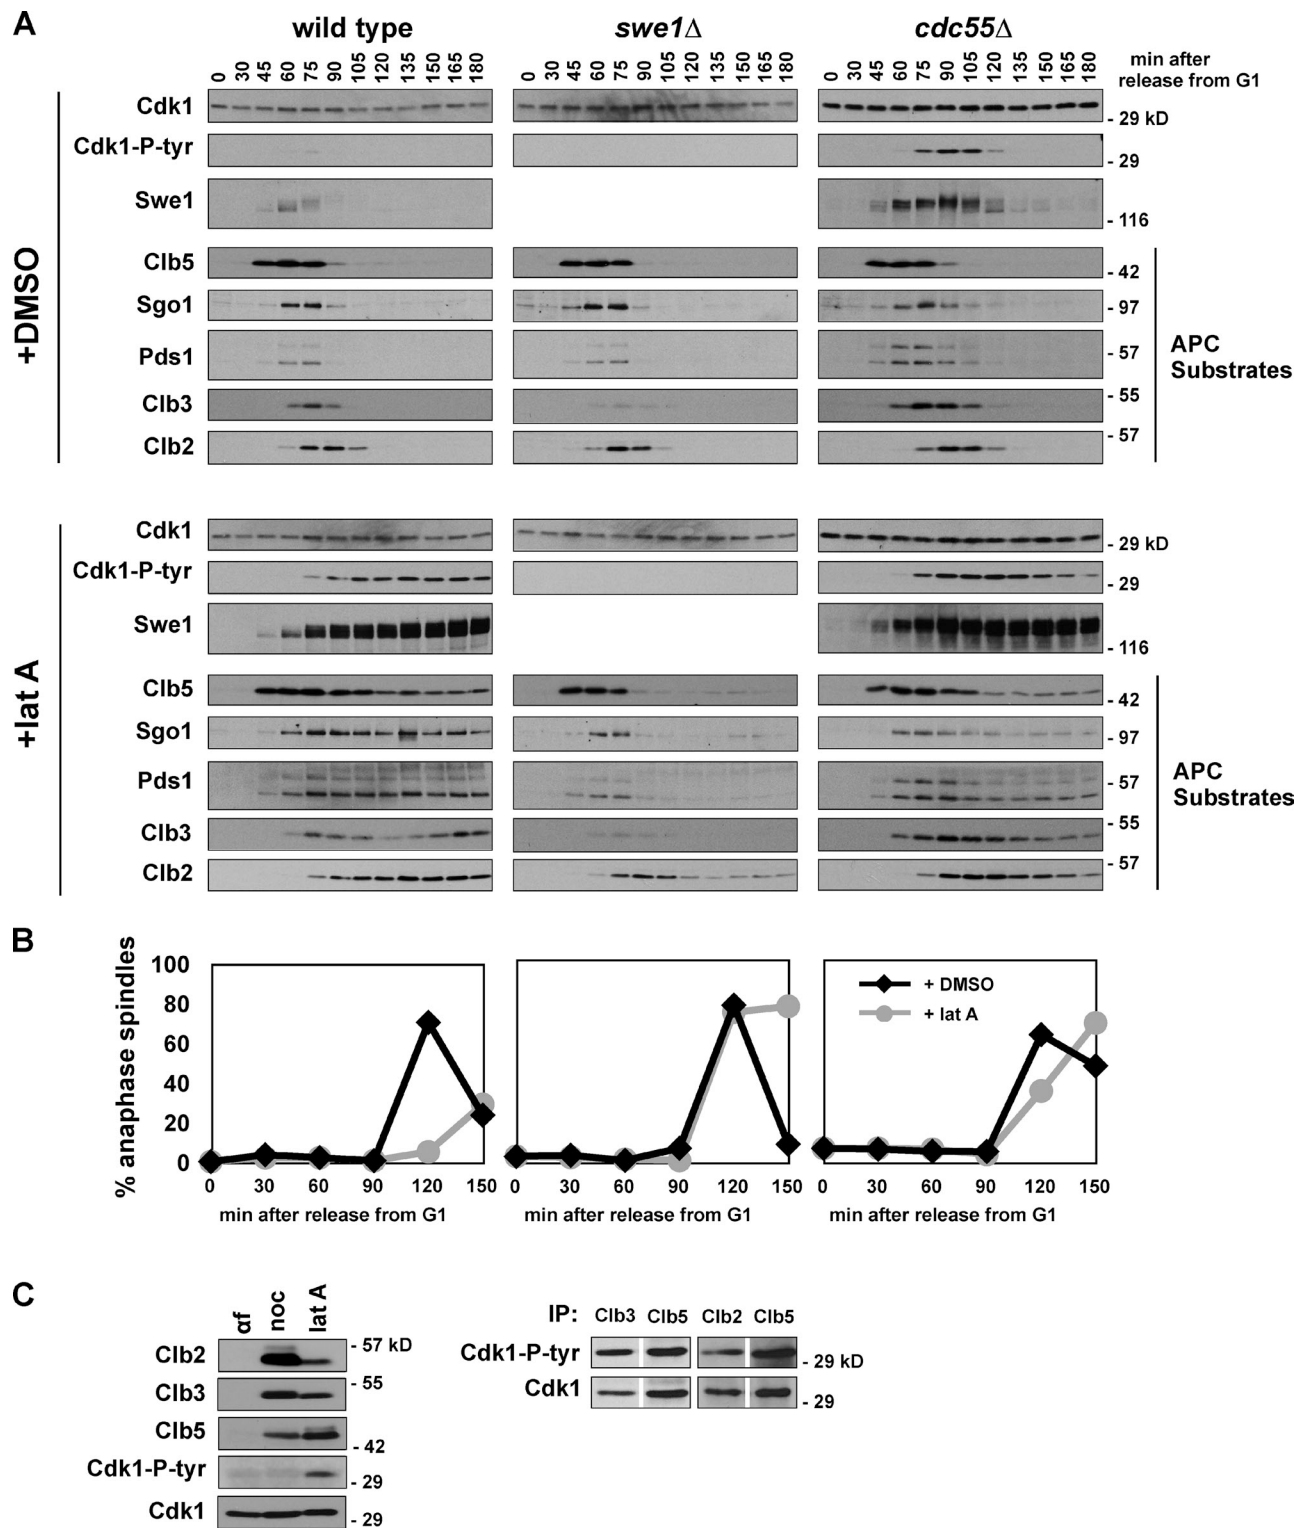 A
wild type swe1Δ cdc55Δ
0 30 45 60 75 90 105 120 135 150 165 180 0 30 45 60 75 90 105 120 135 150 165 180 0 30 45 60 75 90 105 120 135 150 165 180 min after
release from G1
+DMSO
Cdk1 - 29 kD
Cdk1-P-tyr - 29
Swe1 - 116
Clb5 - 42
Sgo1 - 97
Pds1 - 57
Clb3 - 55
Clb2 - 57
APC
Substrates
+lat A
Cdk1 - 29 kD
Cdk1-P-tyr - 29
Swe1 - 116
Clb5 - 42
Sgo1 - 97
Pds1 - 57
Clb3 - 55
Clb2 - 57
APC
Substrates
B
% anaphase spindles
100
80
60
40
20
0
+ DMSO
+ lat A
0 30 60 90 120 150 0 30 60 90 120 150 0 30 60 90 120 150
min after release from G1 min after release from G1 min after release from G1
C
αf noc lat A
Clb2 - 57 kD
Clb3 - 55
Clb5 - 42
Cdk1-P-tyr - 29
Cdk1 - 29
IP: Clb3 Clb5 Clb2 Clb5
Cdk1-P-tyr - 29 kD
Cdk1 - 29